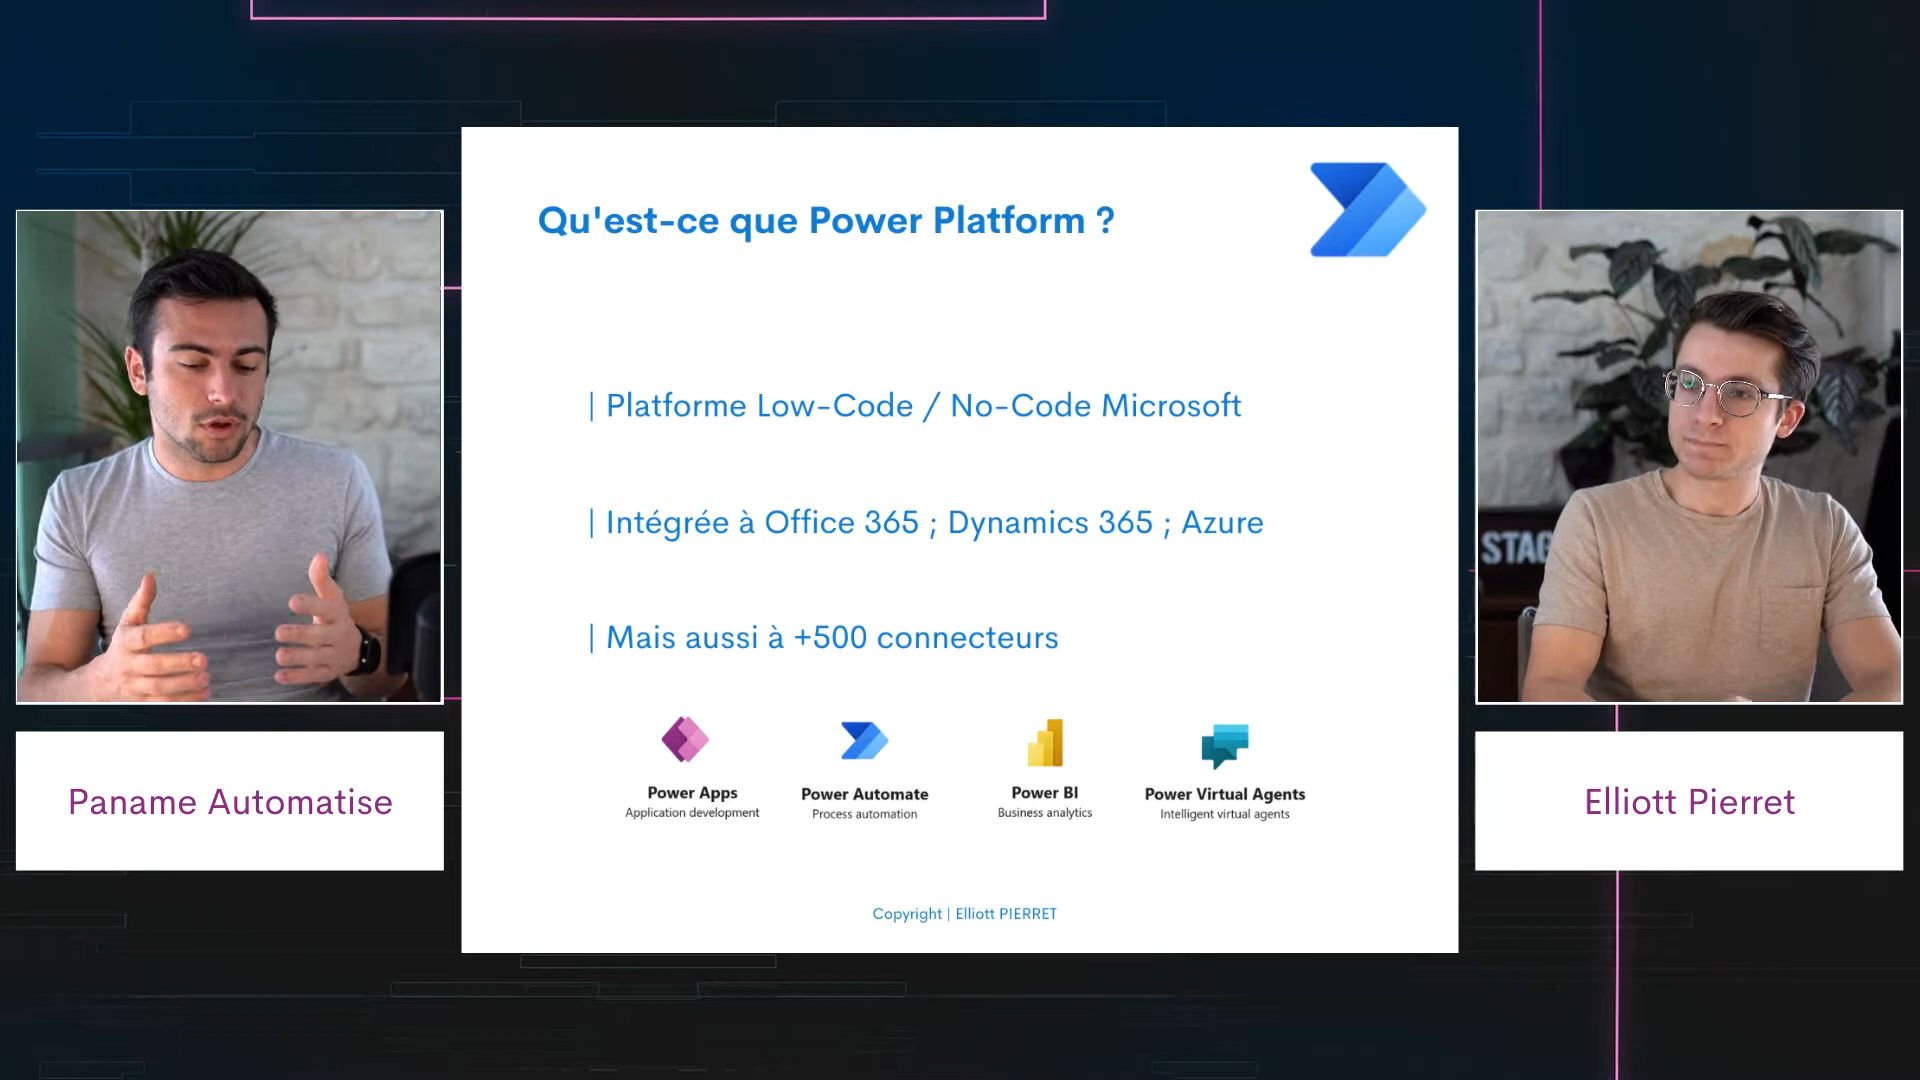 Qu'est-ce que Power Platform ?
| Platforme Low-Code / No-Code Microsoft
| Intégrée à Office 365 ; Dynamics 365 ; Azure
| Mais aussi à +500 connecteurs
Power Apps
Application development
Power Automate
Process automation
Power BI
Business analytics
Power Virtual Agents
Intelligent virtual agents
Copyright | Elliott PIERRET
Paname Automatise
STAG
Elliott Pierret